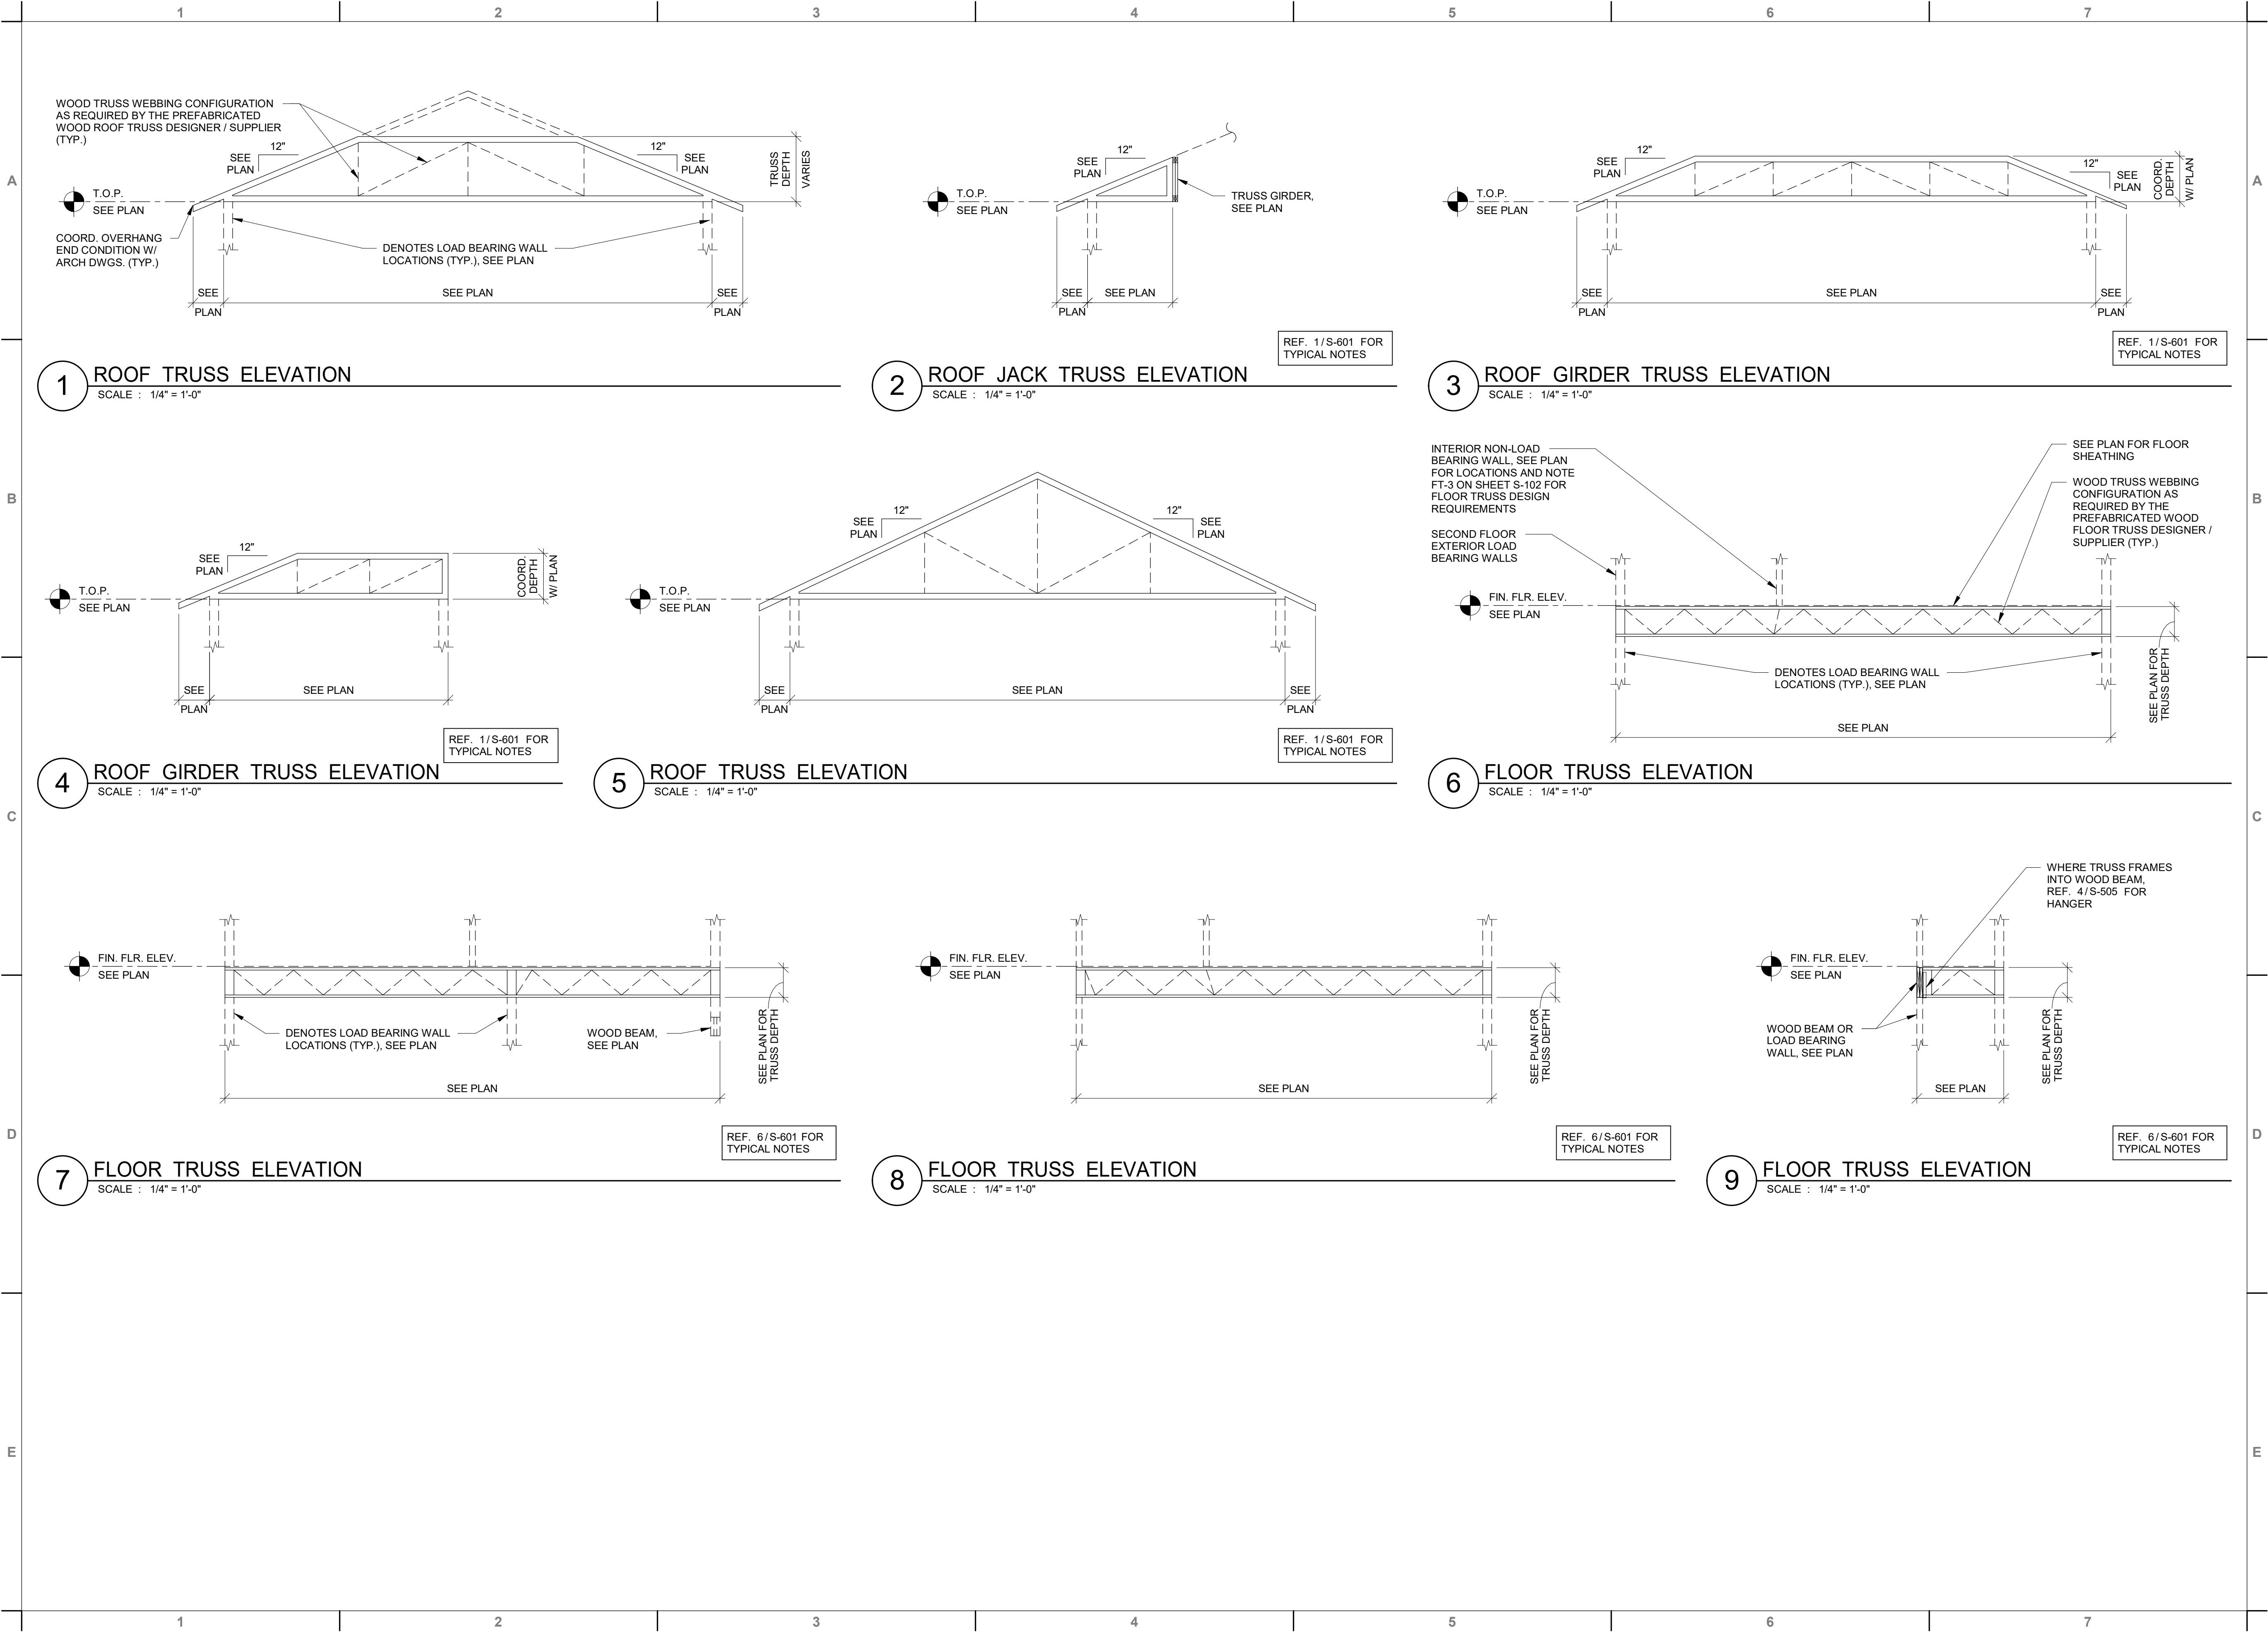 1 2 3 4 5 6 7
A
WOOD TRUSS WEBBING CONFIGURATION
AS REQUIRED BY THE PREFABRICATED
WOOD ROOF TRUSS DESIGNER / SUPPLIER
(TYP.)
12"
SEE
PLAN
12"
SEE
PLAN
TRUSS
DEPTH
VARIES
T.O.P.
SEE PLAN
COORD. OVERHANG
END CONDITION W/
ARCH DWGS. (TYP.)
DENOTES LOAD BEARING WALL
LOCATIONS (TYP.), SEE PLAN
SEE
PLAN
SEE PLAN
SEE
PLAN
1
ROOF TRUSS ELEVATION
SCALE : 1/4" = 1'-0"
12"
SEE
PLAN
T.O.P.
SEE PLAN
TRUSS GIRDER,
SEE PLAN
SEE
PLAN
SEE PLAN
REF. 1/S-601 FOR
TYPICAL NOTES
2
ROOF JACK TRUSS ELEVATION
SCALE : 1/4" = 1'-0"
12"
SEE
PLAN
12"
SEE
PLAN
COORD.
DEPTH
W/ PLAN
T.O.P.
SEE PLAN
SEE
PLAN
SEE PLAN
SEE
PLAN
REF. 1/S-601 FOR
TYPICAL NOTES
3
ROOF GIRDER TRUSS ELEVATION
SCALE : 1/4" = 1'-0"
A
B
12"
SEE
PLAN
COORD.
DEPTH
W/ PLAN
T.O.P.
SEE PLAN
SEE
PLAN
SEE PLAN
REF. 1/S-601 FOR
TYPICAL NOTES
4
ROOF GIRDER TRUSS ELEVATION
SCALE : 1/4" = 1'-0"
12"
SEE
PLAN
12"
SEE
PLAN
T.O.P.
SEE PLAN
SEE
PLAN
SEE PLAN
SEE
PLAN
REF. 1/S-601 FOR
TYPICAL NOTES
5
ROOF TRUSS ELEVATION
SCALE : 1/4" = 1'-0"
INTERIOR NON-LOAD
BEARING WALL, SEE PLAN
FOR LOCATIONS AND NOTE
FT-3 ON SHEET S-102 FOR
FLOOR TRUSS DESIGN
REQUIREMENTS
SECOND FLOOR
EXTERIOR LOAD
BEARING WALLS
SEE PLAN FOR FLOOR
SHEATHING
WOOD TRUSS WEBBING
CONFIGURATION AS
REQUIRED BY THE
PREFABRICATED WOOD
FLOOR TRUSS DESIGNER /
SUPPLIER (TYP.)
FIN. FLR. ELEV.
SEE PLAN
DENOTES LOAD BEARING WALL
LOCATIONS (TYP.), SEE PLAN
SEE PLAN FOR
TRUSS DEPTH
SEE PLAN
6
FLOOR TRUSS ELEVATION
SCALE : 1/4" = 1'-0"
B
C
C
FIN. FLR. ELEV.
SEE PLAN
DENOTES LOAD BEARING WALL
LOCATIONS (TYP.), SEE PLAN
WOOD BEAM,
SEE PLAN
SEE PLAN FOR
TRUSS DEPTH
SEE PLAN
REF. 6/S-601 FOR
TYPICAL NOTES
7
FLOOR TRUSS ELEVATION
SCALE : 1/4" = 1'-0"
FIN. FLR. ELEV.
SEE PLAN
SEE PLAN FOR
TRUSS DEPTH
SEE PLAN
REF. 6/S-601 FOR
TYPICAL NOTES
8
FLOOR TRUSS ELEVATION
SCALE : 1/4" = 1'-0"
WHERE TRUSS FRAMES
INTO WOOD BEAM,
REF. 4/S-505 FOR
HANGER
FIN. FLR. ELEV.
SEE PLAN
WOOD BEAM OR
LOAD BEARING
WALL, SEE PLAN
SEE PLAN FOR
TRUSS DEPTH
SEE PLAN
REF. 6/S-601 FOR
TYPICAL NOTES
9
FLOOR TRUSS ELEVATION
SCALE : 1/4" = 1'-0"
D
D
E
E
1 2 3 4 5 6 7